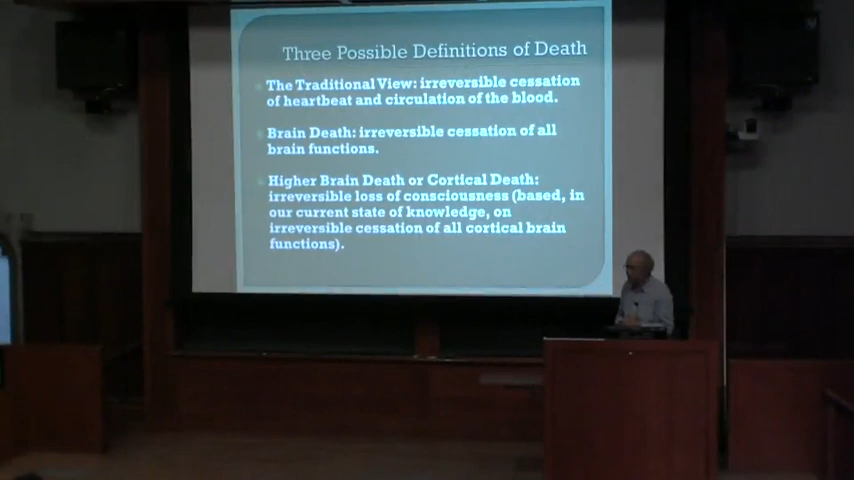 Three Possible Definitions of Death
The Traditional View: irreversible cessation
of heartbeat and circulation of the blood.
Brain Death: irreversible cessation of all
brain functions.
Higher Brain Death or Cortical Death:
irreversible loss of consciousness (based, in
our current state of knowledge, on
irreversible cessation of all cortical brain
functions).